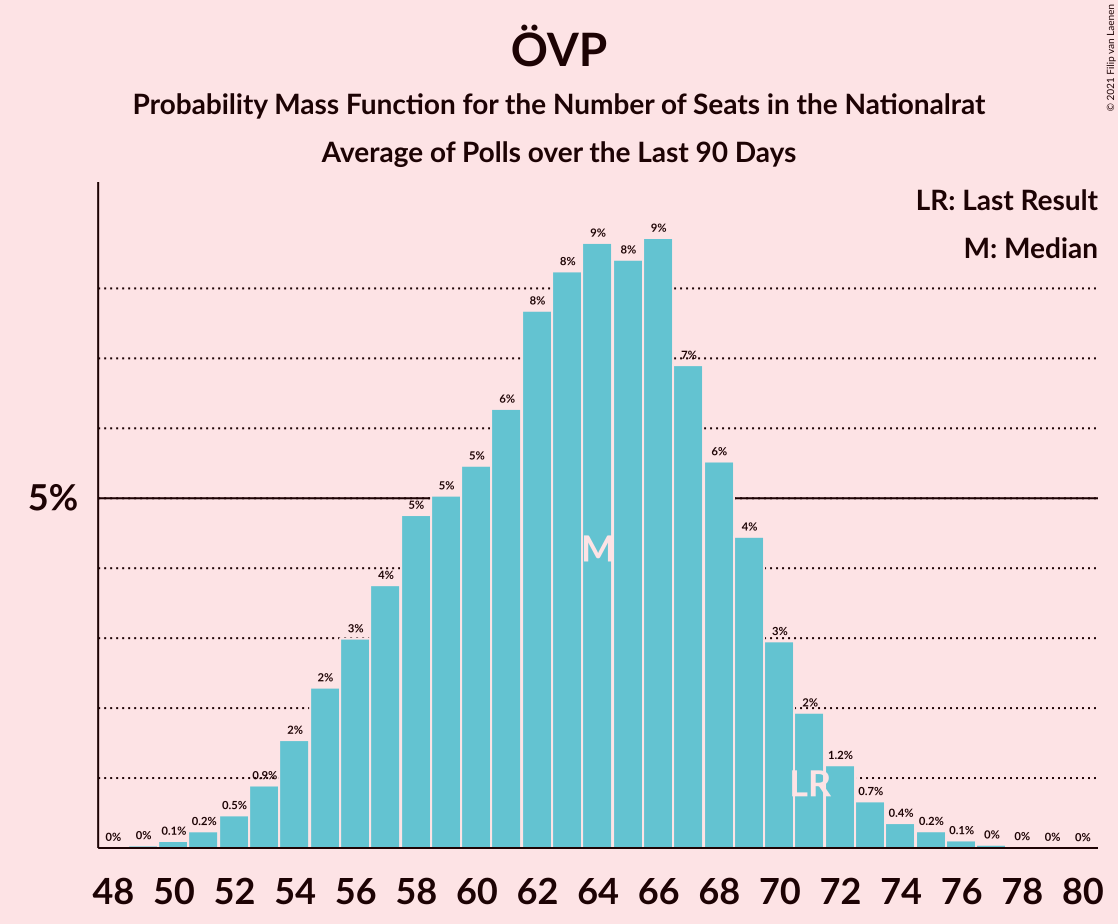 ÖVP
Probability Mass Function for the Number of Seats in the Nationalrat
Average of Polls over the Last 90 Days
© 2021 Filip van Laenen
LR: Last Result
M: Median
5%
0% 0% 0.1% 0.2% 0.5% 0.9% 2% 2% 3% 4% 5% 5% 5% 6% 8% 8% 9% 8% 9% 7% 6% 4% 3% 2% 1.2% 0.7% 0.4% 0.2% 0.1% 0% 0% 0% 0%
M
LR
48 50 52 54 56 58 60 62 64 66 68 70 72 74 76 78 80